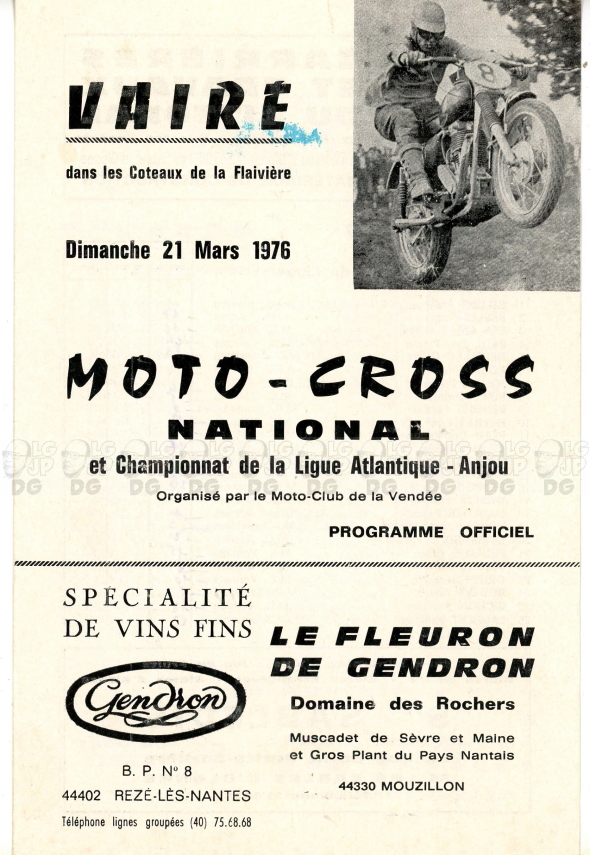 VAIRÉ
dans les Coteaux de la Flaivière
Dimanche 21 Mars 1976
8
MOTO-CROSS
NATIONAL
et Championnat de la Ligue Atlantique - Anjou
Organisé par le Moto-Club de la Vendée
PROGRAMME OFFICIEL
SPÉCIALITÉ
DE VINS FINS
Gendron
B. P. Nº 8
44402 REZÉ-LÈS-NANTES
Téléphone lignes groupées (40) 75.68.68
LE FLEURON
DE GENDRON
Domaine des Rochers
Muscadet de Sèvre et Maine
et Gros Plant du Pays Nantais
44330 MOUZILLON